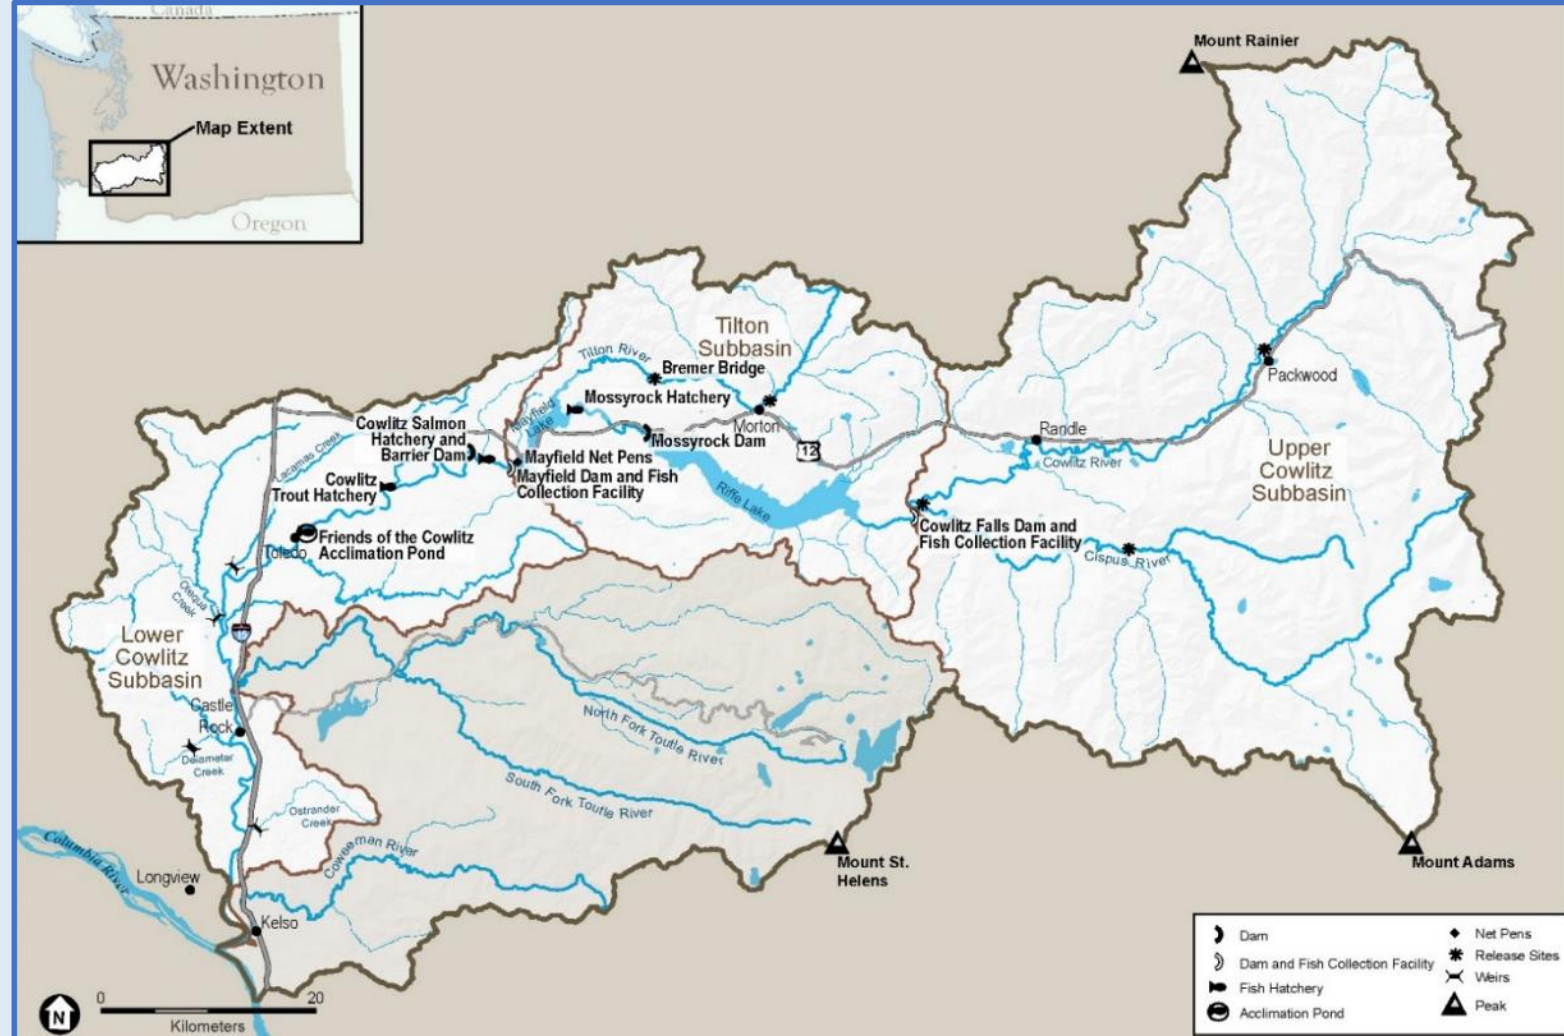 Canada
Washington
Map Extent
Oregon
Mount Rainier
Tilton
Subbasin
Tilton River
Bremer Bridge
Packwood
Mossyrock Hatchery
Mayfield
Lake
Morton
Mossyrock Dam
12
Randle
Cowlitz River
Upper
Cowlitz
Subbasin
Cowlitz Salmon
Hatchery and
Barrier Dam
Lacamas Creek
Mayfield Net Pens
Mayfield Dam and Fish
Collection Facility
Cowlitz
Trout Hatchery
Riffe Lake
Cowlitz Falls Dam and
Fish Collection Facility
Cispus River
Friends of the Cowlitz
Acclimation Pond
Toledo
Olequa
Creek
Lower
Cowlitz
Subbasin
Castle
Rock
Delameter
Creek
North Fork Toutle River
South Fork Toutle River
Ostrander
Creek
Coweeman River
Columbia River
Longview
Kelso
Mount St.
Helens
Mount Adams
N
0 20
Kilometers
Dam
Dam and Fish Collection Facility
Fish Hatchery
Acclimation Pond
Net Pens
Release Sites
Weirs
Peak